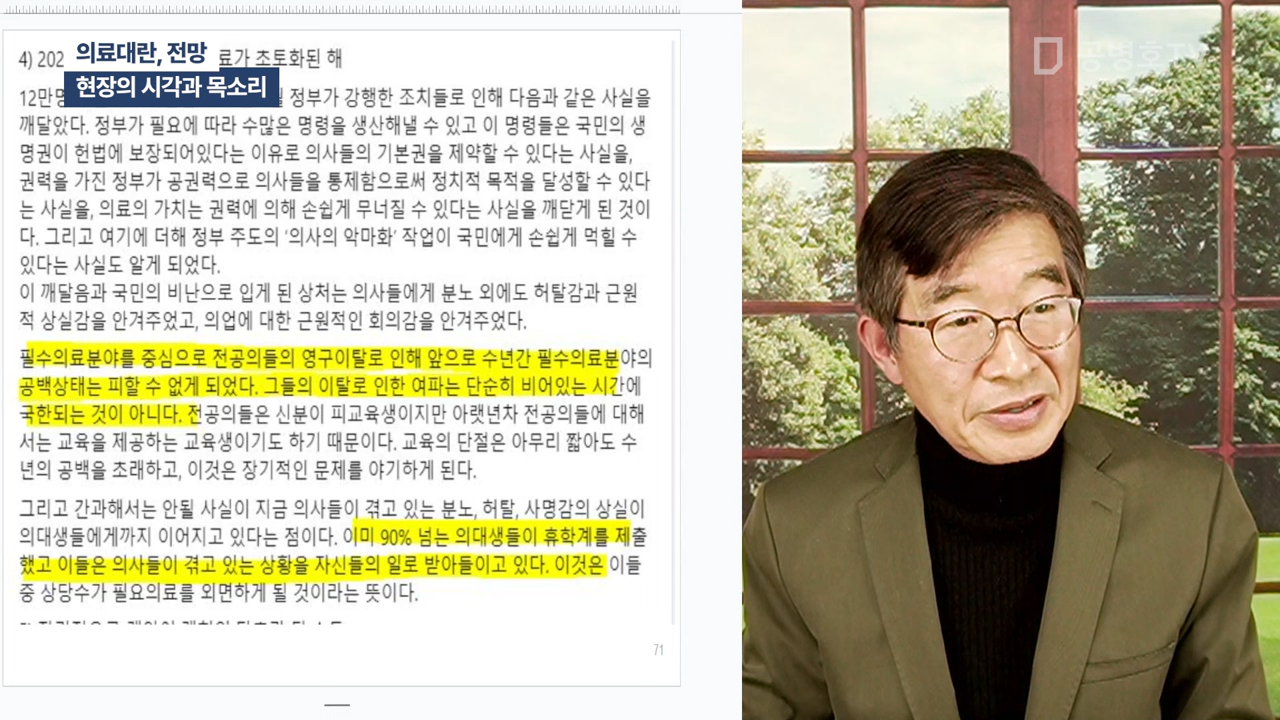 의료대란, 전망
현장의 시각과 목소리
공병호TV
4) 202 료가 초토화된 해
12만명 정부가 강행한 조치들로 인해 다음과 같은 사실을
깨달았다. 정부가 필요에 따라 수많은 명령을 생산해낼 수 있고 이 명령들은 국민의 생
명권이 헌법에 보장되어있다는 이유로 의사들의 기본권을 제약할 수 있다는 사실을,
권력을 가진 정부가 공권력으로 의사들을 통제함으로써 정치적 목적을 달성할 수 있다
는 사실을, 의료의 가치는 권력에 의해 손쉽게 무너질 수 있다는 사실을 깨닫게 된 것이
다. 그리고 여기에 더해 정부 주도의 '의사의 악마화' 작업이 국민에게 손쉽게 먹힐 수
있다는 사실도 알게 되었다.
이 깨달음과 국민의 비난으로 입게 된 상처는 의사들에게 분노 외에도 허탈감과 근원
적 상실감을 안겨주었고, 의업에 대한 근원적인 회의감을 안겨주었다.
필수의료분야를 중심으로 전공의들의 영구이탈로 인해 앞으로 수년간 필수의료분야의
공백상태는 피할 수 없게 되었다. 그들의 이탈로 인한 여파는 단순히 비어있는 시간에
국한되는 것이 아니다. 전공의들은 신분이 피교육생이지만 아랫년차 전공의들에 대해
서는 교육을 제공하는 교육생이기도 하기 때문이다. 교육의 단절은 아무리 짧아도 수
년의 공백을 초래하고, 이것은 장기적인 문제를 야기하게 된다.
그리고 간과해서는 안될 사실이 지금 의사들이 겪고 있는 분노, 허탈, 사명감의 상실이
의대생들에게까지 이어지고 있다는 점이다. 이미 90% 넘는 의대생들이 휴학계를 제출
했고 이들은 의사들이 겪고 있는 상황을 자신들의 일로 받아들이고 있다. 이것은 이들
중 상당수가 필요의료를 외면하게 될 것이라는 뜻이다.
71